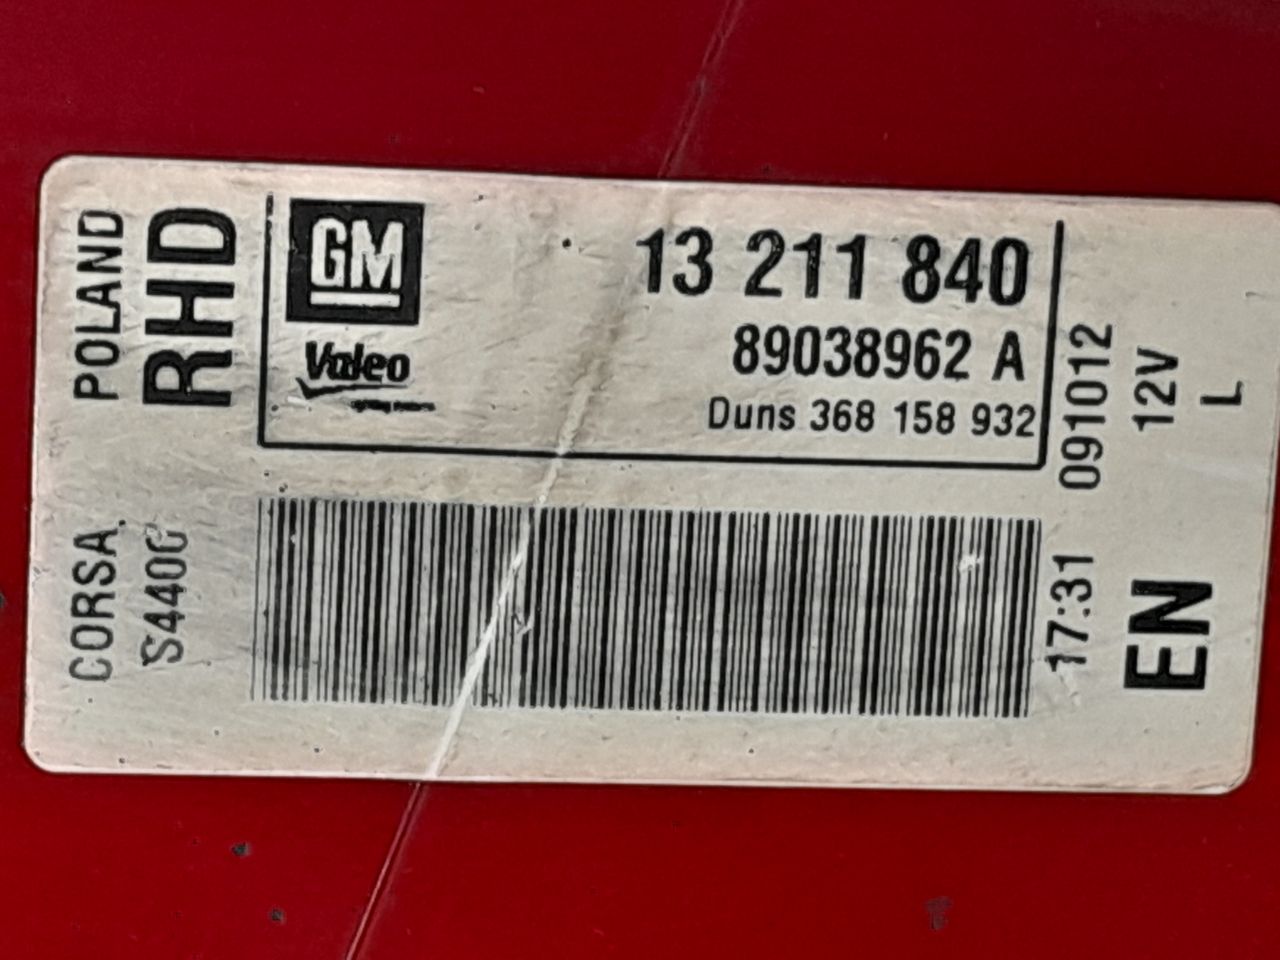 POLAND
RHD
GM
Valeo
13 211 840
89038962 A
Duns 368 158 932
091012
12V
L
CORSA
S4400
17:31
EN